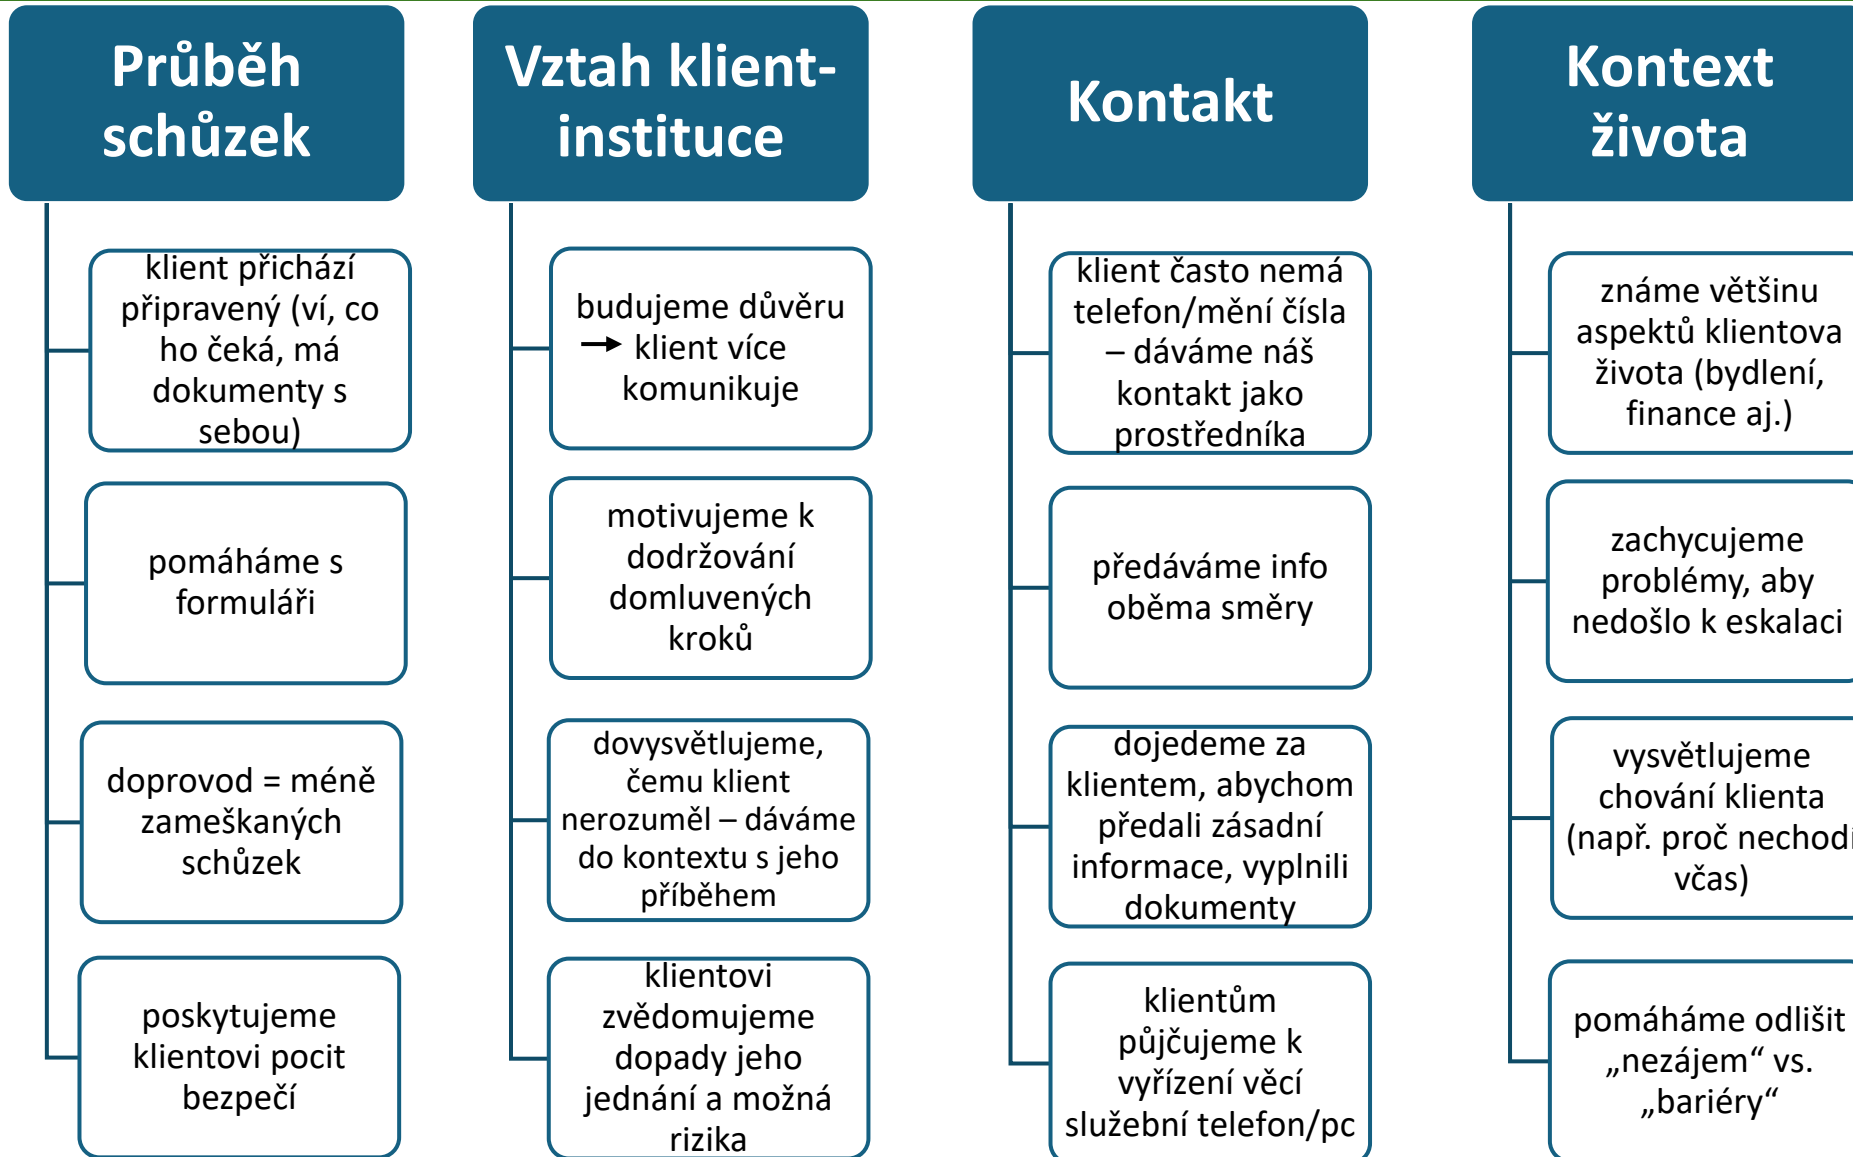 Průběh
schůzek
klient přichází
připravený (ví, co
ho čeká, má
dokumenty s
sebou)
pomáháme s
formuláři
doprovod = méně
zameškaných
schůzek
poskytujeme
klientovi pocit
bezpečí
Vztah klient-
instituce
budujeme důvěru
→ klient více
komunikuje
motivujeme k
dodržování
domluvených
kroků
dovysvětlujeme,
čemu klient
nerozuměl – dáváme
do kontextu s jeho
příběhem
klientovi
zvědomujeme
dopady jeho
jednání a možná
rizika
Kontakt
klient často nemá
telefon/mění čísla
– dáváme náš
kontakt jako
prostředníka
předáváme info
oběma směry
dojedeme za
klientem, abychom
předali zásadní
informace, vyplnili
dokumenty
klientům
půjčujeme k
vyřízení věcí
služební telefon/pc
Kontext
života
známe většinu
aspektů klientova
života (bydlení,
finance aj.)
zachycujeme
problémy, aby
nedošlo k eskalaci
vysvětlujeme
chování klienta
(např. proč nechodí
včas)
pomáháme odlišit
„nezájem“ vs.
„bariéry“